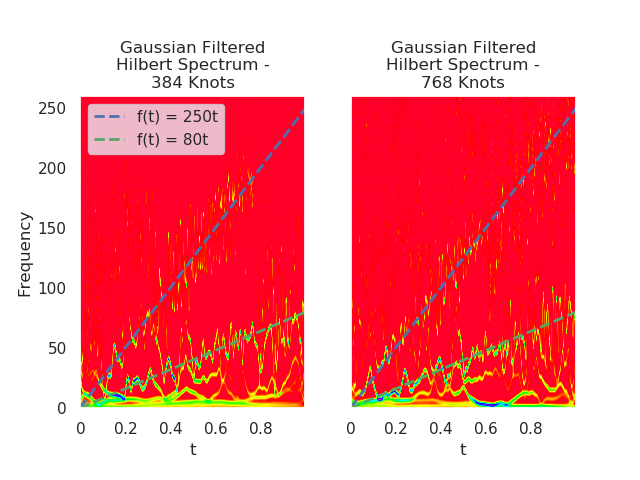 Gaussian Filtered
Hilbert Spectrum -
384 Knots
Gaussian Filtered
Hilbert Spectrum -
768 Knots
f(t) = 250t
f(t) = 80t
Frequency
250
200
150
100
50
0
0 0.2 0.4 0.6 0.8
t
0 0.2 0.4 0.6 0.8
t